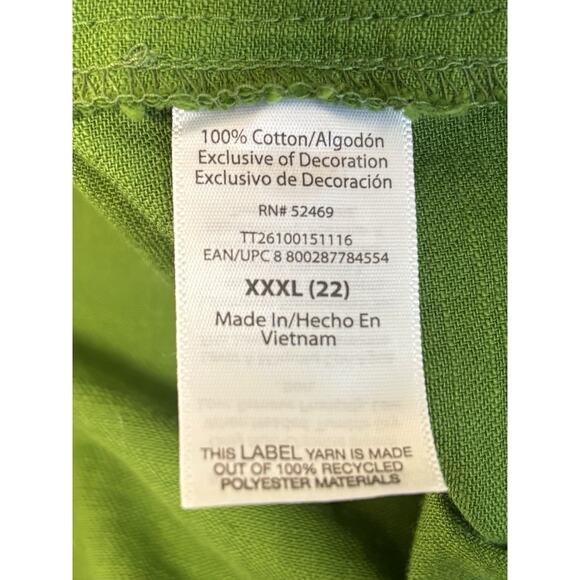 100% Cotton/Algodón
Exclusive of Decoration
Exclusivo de Decoración
RN# 52469
TT26100151116
EAN/UPC 8 800287784554
XXXL (22)
Made In/Hecho En
Vietnam
THIS LABEL YARN IS MADE
OUT OF 100% RECYCLED
POLYESTER MATERIALS